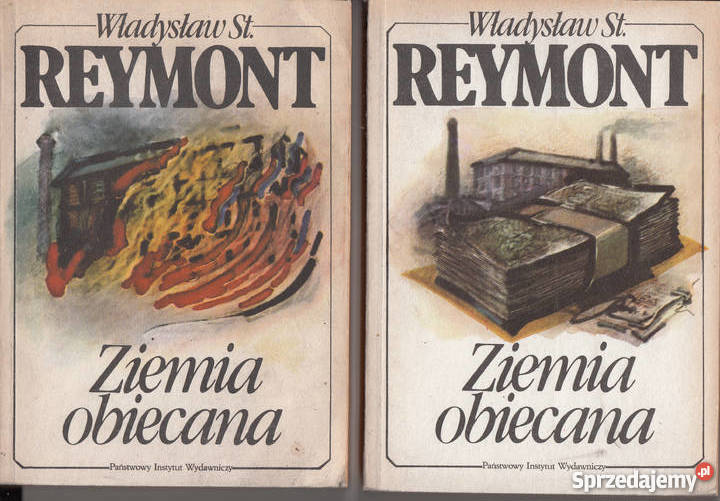 Władysław St.
REYMONT
Ziemia
obiecana
Państwowy Instytut Wydawniczy
Władysław St.
REYMONT
Ziemia
obiecana
Państwowy Instytut Wydawniczy
Sprzedajemy.pl